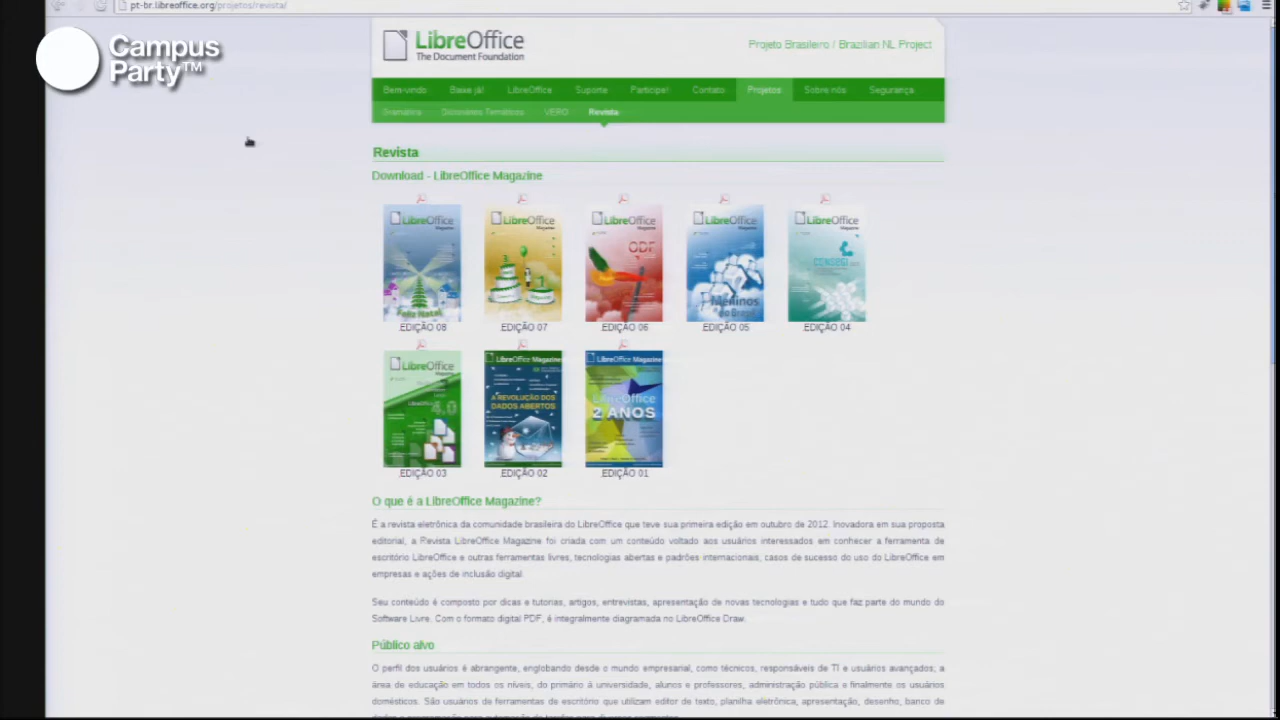 pt-br.libreoffice.org/projetos/revista/
Campus
Party™
LibreOffice
The Document Foundation
Projeto Brasileiro / Brazilian NL Project
Bem-vindo Baixe já! LibreOffice Suporte Participe! Contato Projetos Sobre nós Segurança
Gramática Dicionários Temáticos VERO Revista
Revista
Download - LibreOffice Magazine
LibreOffice LibreOffice LibreOffice LibreOffice LibreOffice
Magazine Magazine Magazine Magazine Magazine
ODF
Feliz Natal
Meninos
do Brasil
EDIÇÃO 08 EDIÇÃO 07 EDIÇÃO 06 EDIÇÃO 05 EDIÇÃO 04
LibreOffice LibreOffice Magazine LibreOffice Magazine
Magazine
4.0
A REVOLUÇÃO DOS
DADOS ABERTOS
LibreOffice
2 ANOS
EDIÇÃO 03 EDIÇÃO 02 EDIÇÃO 01
O que é a LibreOffice Magazine?
É a revista eletrônica da comunidade brasileira do LibreOffice que teve sua primeira edição em outubro de 2012. Inovadora em sua proposta
editorial, a Revista LibreOffice Magazine foi criada com um conteúdo voltado aos usuários interessados em conhecer a ferramenta de
escritório LibreOffice e outras ferramentas livres, tecnologias abertas e padrões internacionais, casos de sucesso do uso do LibreOffice em
empresas e ações de inclusão digital
Seu conteúdo é composto por dicas e tutorias, artigos, entrevistas, apresentação de novas tecnologias e tudo que faz parte do mundo do
Software Livre. Com o formato digital PDF, é integralmente diagramada no LibreOffice Draw.
Público alvo
O perfil dos usuários é abrangente, englobando desde o mundo empresarial, como técnicos, responsáveis de TI e usuários avançados; a
área de educação em todos os níveis, do primário à universidade, alunos e professores, administração pública e finalmente os usuários
domésticos. São usuários de ferramentas de escritório que utilizam editor de texto, planilha eletrônica, apresentação, desenho, banco de